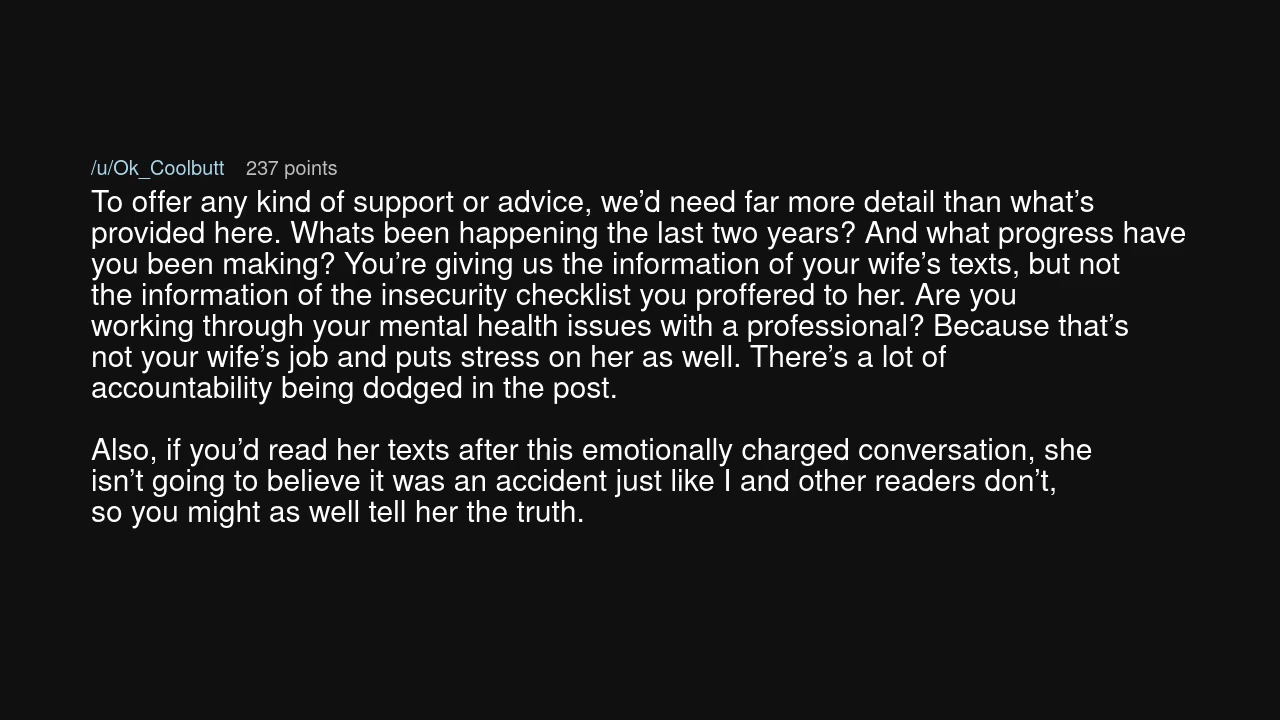 /u/Ok_Coolbutt 237 points
To offer any kind of support or advice, we’d need far more detail than what’s
provided here. Whats been happening the last two years? And what progress have
you been making? You’re giving us the information of your wife’s texts, but not
the information of the insecurity checklist you proffered to her. Are you
working through your mental health issues with a professional? Because that’s
not your wife’s job and puts stress on her as well. There’s a lot of
accountability being dodged in the post.
Also, if you’d read her texts after this emotionally charged conversation, she
isn’t going to believe it was an accident just like I and other readers don’t,
so you might as well tell her the truth.